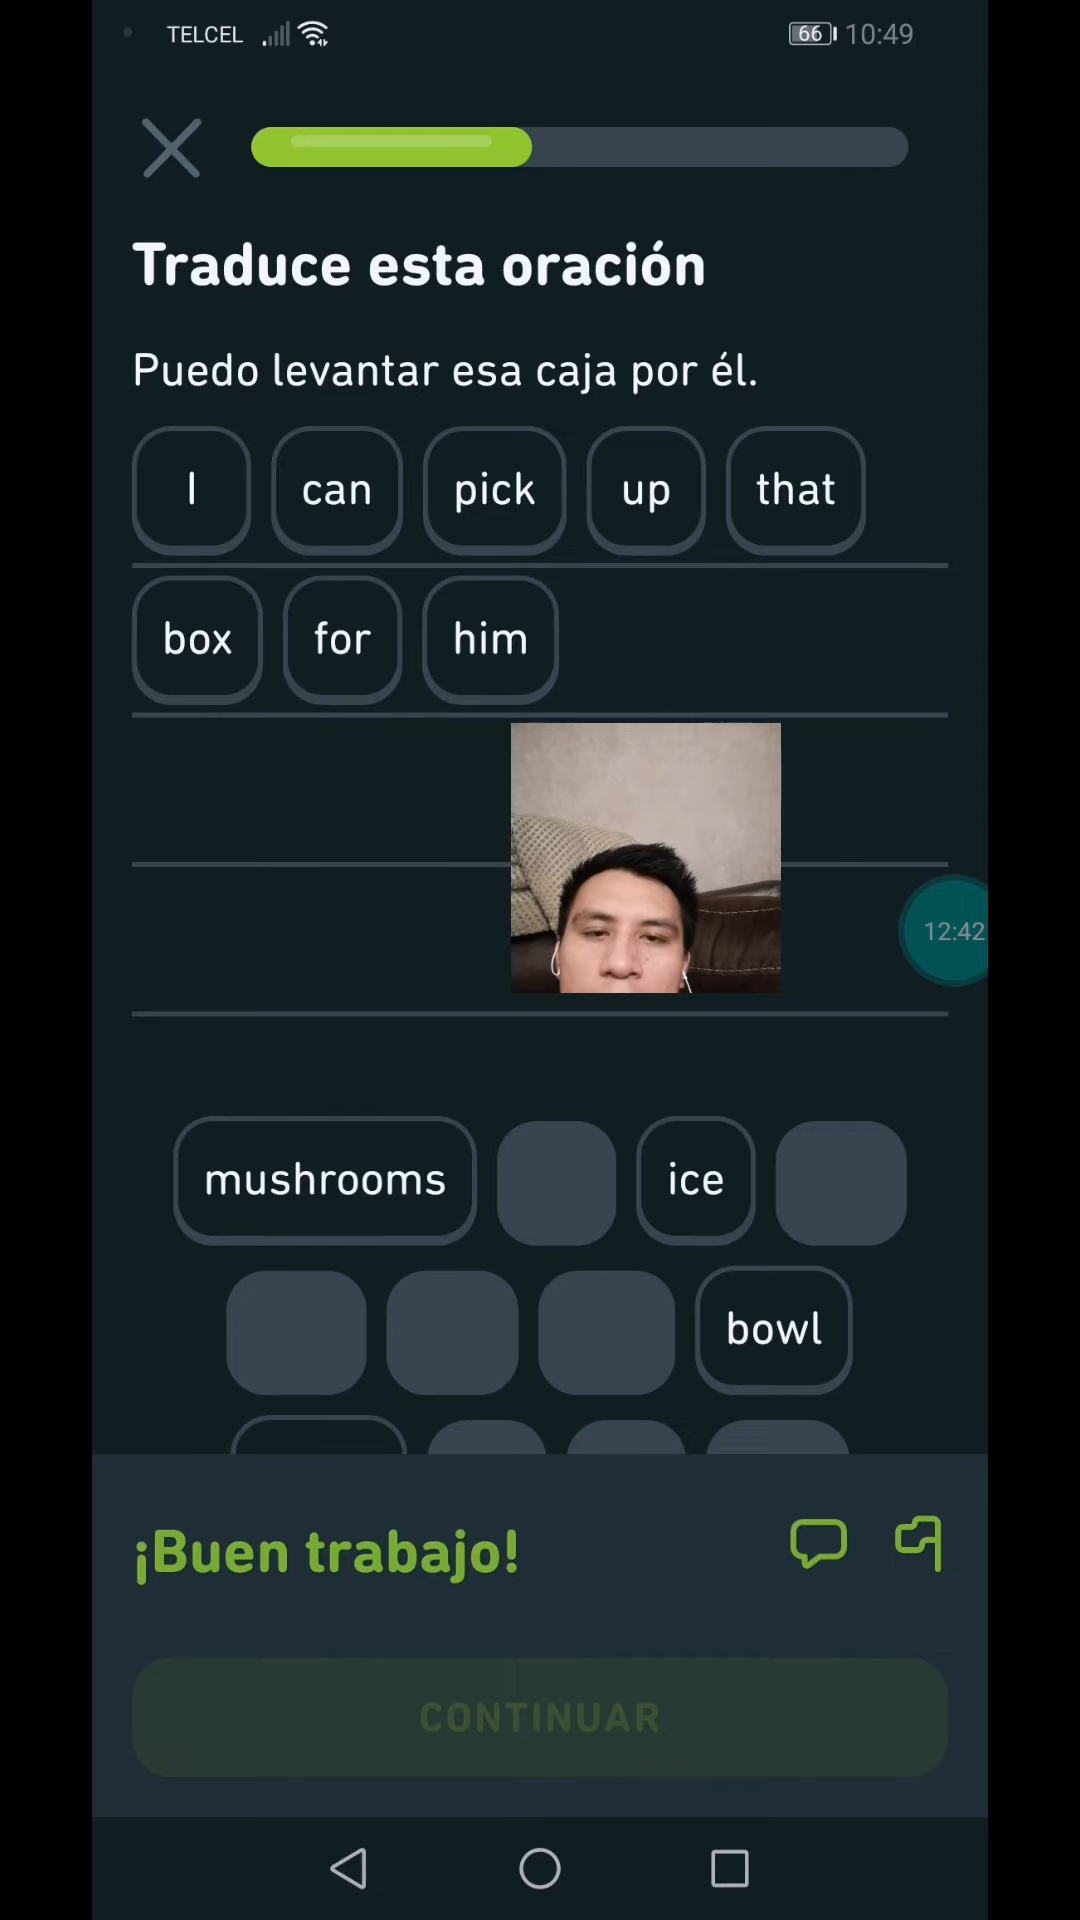 TELCEL 66 10:49
Traduce esta oración
Puedo levantar esa caja por él.
I can pick up that
box for him
12:42
mushrooms ice
bowl
¡Buen trabajo!
CONTINUAR